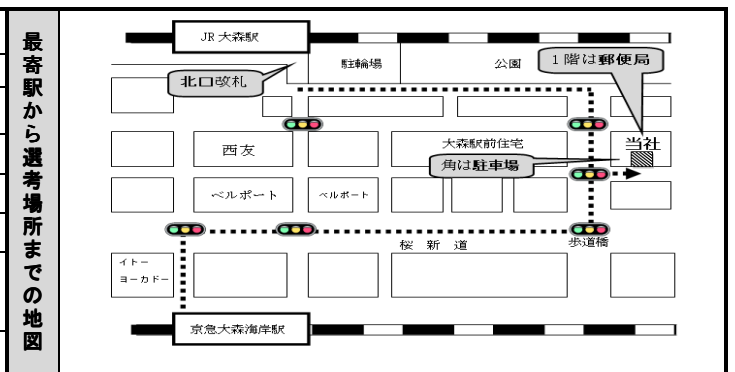 最寄駅から選考場所までの地図
JR 大森駅
駐輪場
公園
1階は郵便局
北口改札
西友
大森駅前住宅
当社
角は駐車場
ベルポート
ベルポート
桜新道
歩道橋
イトー
ヨーカドー
京急大森海岸駅